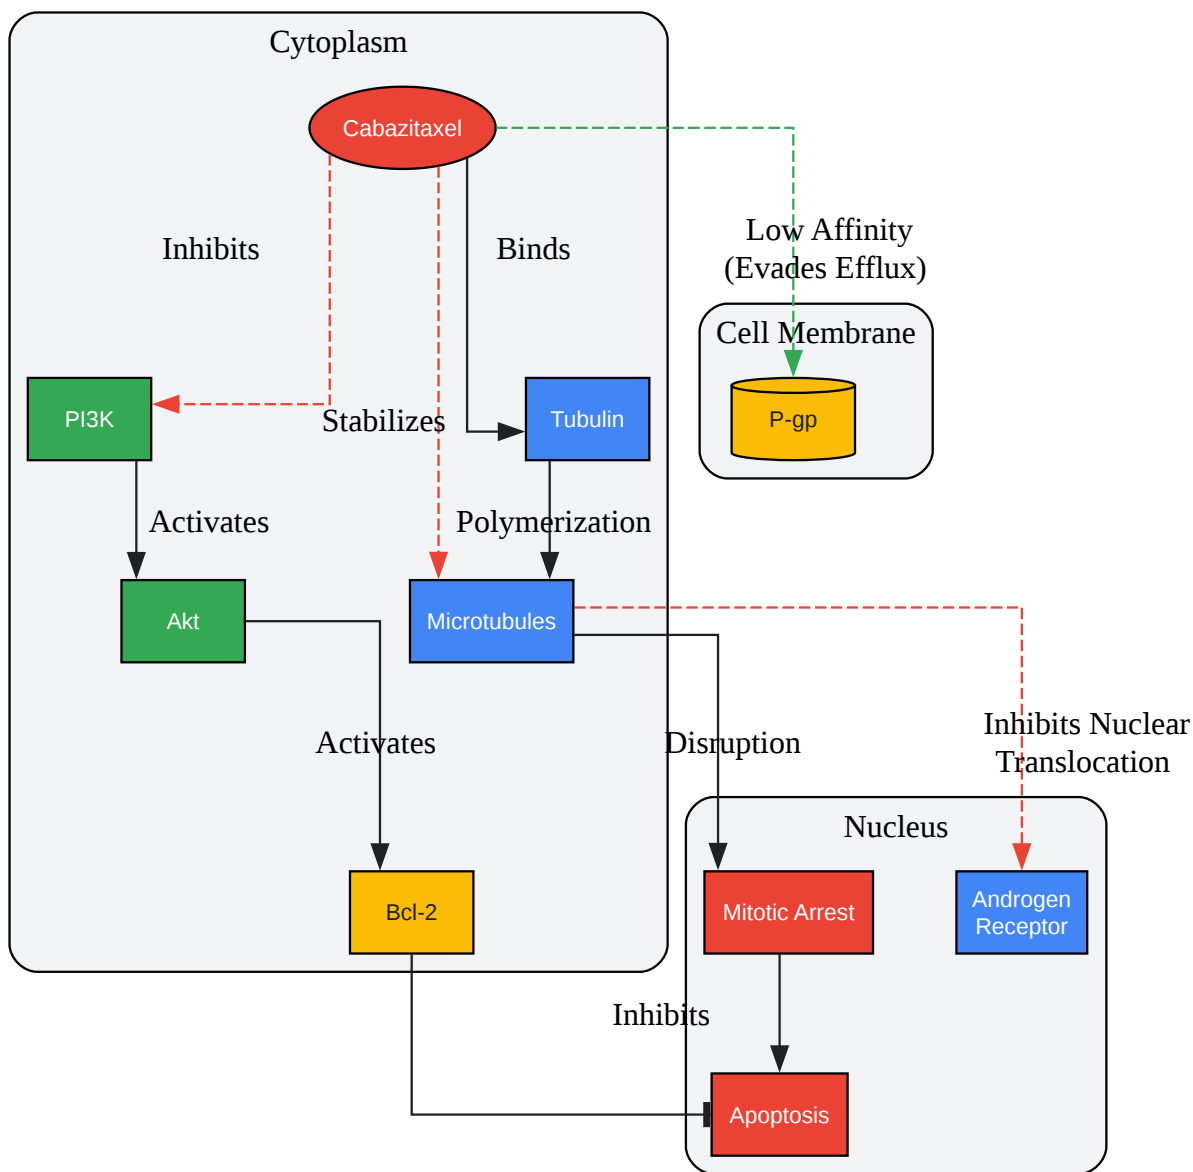 Cytoplasm
Cabazitaxel
Low Affinity
(Evades Efflux)
Inhibits
Binds
Cell Membrane
PI3K
Stabilizes
Tubulin
P-gp
Activates
Polymerization
Akt
Microtubules
Activates
Disruption
Inhibits Nuclear
Translocation
Nucleus
Bcl-2
Mitotic Arrest
Androgen
Receptor
Inhibits
Apoptosis